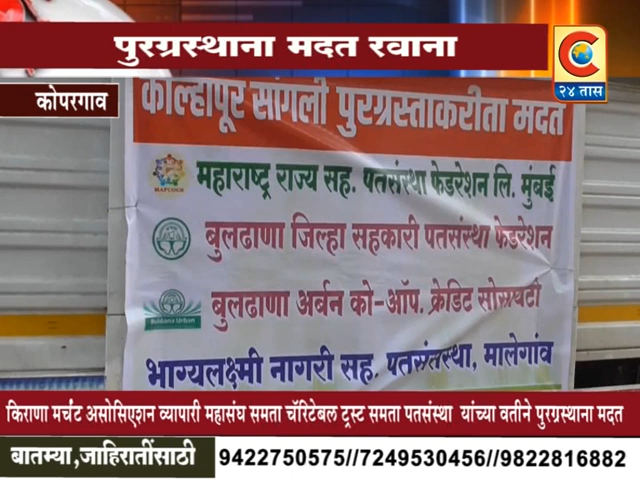 पुरग्रस्थाना मदत रवाना
C
२४ तास
कोपरगाव
कोल्हापूर सांगली पुरग्रस्ताकरीता मदत
MAFCOCS
महाराष्ट्र राज्य सह. पतसंस्था फेडरेशन लि. मुंबई
बुलढाणा जिल्हा सहकारी पतसंस्था फेडरेशन
Buldana Urban
बुलढाणा अर्बन को-ऑप. क्रेडिट सोसायटी
भाग्यलक्ष्मी नागरी सह. पतसंस्था, मालेगांव
किराणा मर्चंट असोसिएशन व्यापारी महासंघ समता चॅरिटेबल ट्रस्ट समता पतसंस्था यांच्या वतीने पुरग्रस्थाना मदत
बातम्या,जाहिरातींसाठी
9422750575//7249530456//9822816882